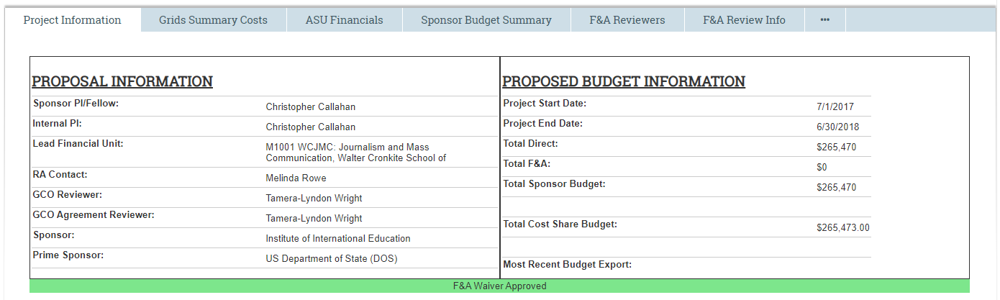 Project Information
Grids Summary Costs
ASU Financials
Sponsor Budget Summary
F&A Reviewers
F&A Review Info
•••
PROPOSAL INFORMATION
Sponsor PI/Fellow: Christopher Callahan
Internal PI: Christopher Callahan
Lead Financial Unit: M1001 WCJMC: Journalism and Mass
Communication, Walter Cronkite School of
RA Contact: Melinda Rowe
GCO Reviewer: Tamera-Lyndon Wright
GCO Agreement Reviewer: Tamera-Lyndon Wright
Sponsor: Institute of International Education
Prime Sponsor: US Department of State (DOS)
PROPOSED BUDGET INFORMATION
Project Start Date: 7/1/2017
Project End Date: 6/30/2018
Total Direct: $265,470
Total F&A: $0
Total Sponsor Budget: $265,470
Total Cost Share Budget: $265,473.00
Most Recent Budget Export:
F&A Waiver Approved